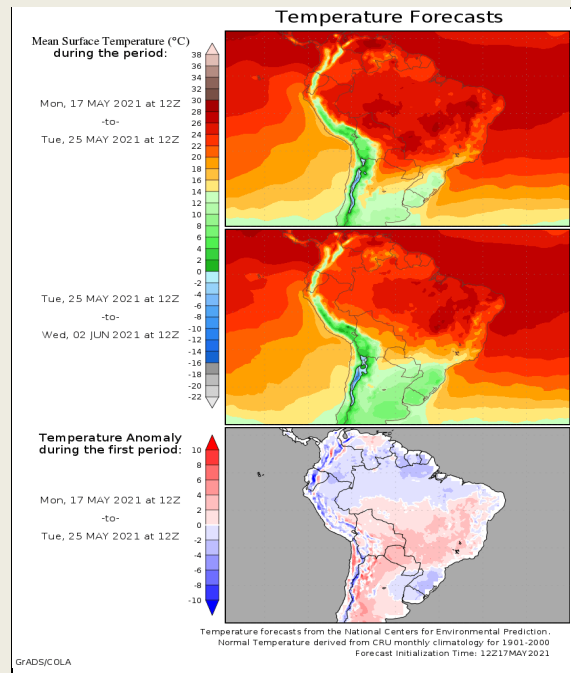 Temperature Forecasts
Mean Surface Temperature (°C)
during the period:
Mon, 17 MAY 2021 at 12Z
-to-
Tue, 25 MAY 2021 at 12Z
38
36
34
32
30
28
26
24
22
20
18
16
14
12
10
8
6
4
2
0
-2
-4
-6
-8
-10
-12
-14
-16
-18
-20
-22
Tue, 25 MAY 2021 at 12Z
-to-
Wed, 02 JUN 2021 at 12Z
Temperature Anomaly
during the first period:
Mon, 17 MAY 2021 at 12Z
-to-
Tue, 25 MAY 2021 at 12Z
10
8
6
4
2
0
-2
-4
-6
-8
-10
Temperature forecasts from the National Centers for Environmental Prediction.
Normal Temperature derived from CRU monthly climatology for 1901-2000
Forecast Initialization Time: 12Z17MAY2021
GrADS/COLA